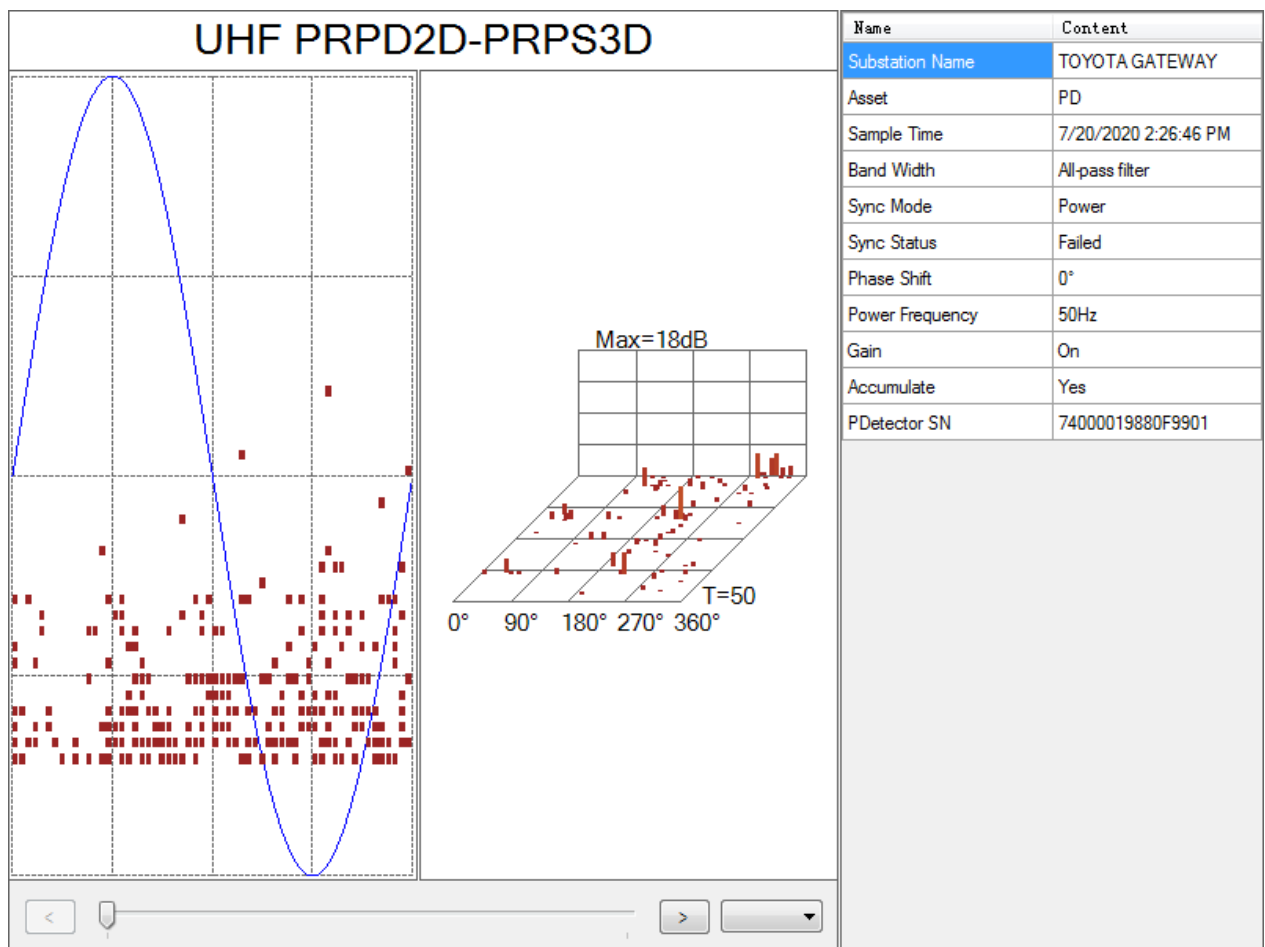 UHF PRPD2D-PRPS3D
Max=18dB
T=50
0° 90° 180° 270° 360°
<
>
Name Content
Substation Name TOYOTA GATEWAY
Asset PD
Sample Time 7/20/2020 2:26:46 PM
Band Width All-pass filter
Sync Mode Power
Sync Status Failed
Phase Shift 0°
Power Frequency 50Hz
Gain On
Accumulate Yes
PDetector SN 74000019880F9901